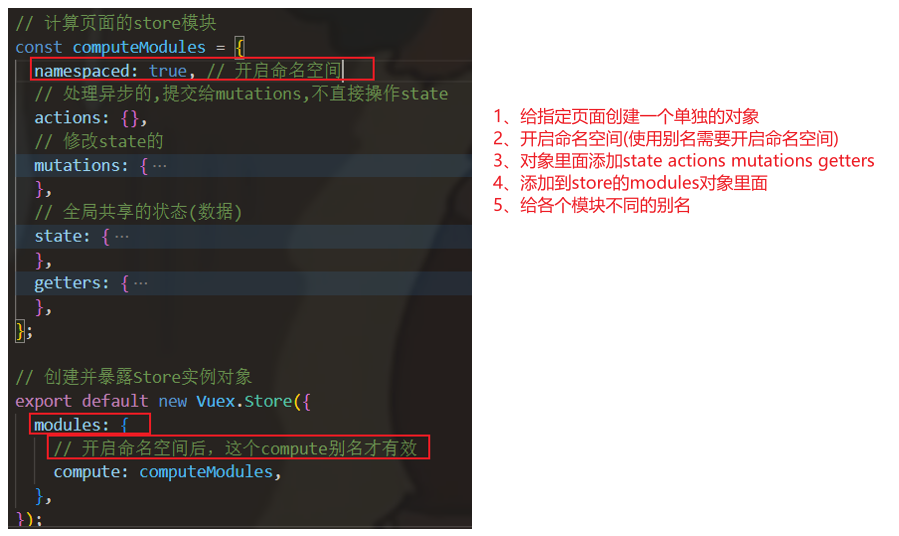 // 计算页面的store模块
const computeModules = {
namespaced: true, // 开启命名空间
// 处理异步的,提交给mutations,不直接操作state
actions: {},
// 修改state的
mutations: { ···
},
// 全局共享的状态(数据)
state: { ···
},
getters: { ···
},
};
// 创建并暴露Store实例对象
export default new Vuex.Store({
modules: {
// 开启命名空间后，这个compute别名才有效
compute: computeModules,
},
});
1、给指定页面创建一个单独的对象
2、开启命名空间(使用别名需要开启命名空间)
3、对象里面添加state actions mutations getters
4、添加到store的modules对象里面
5、给各个模块不同的别名